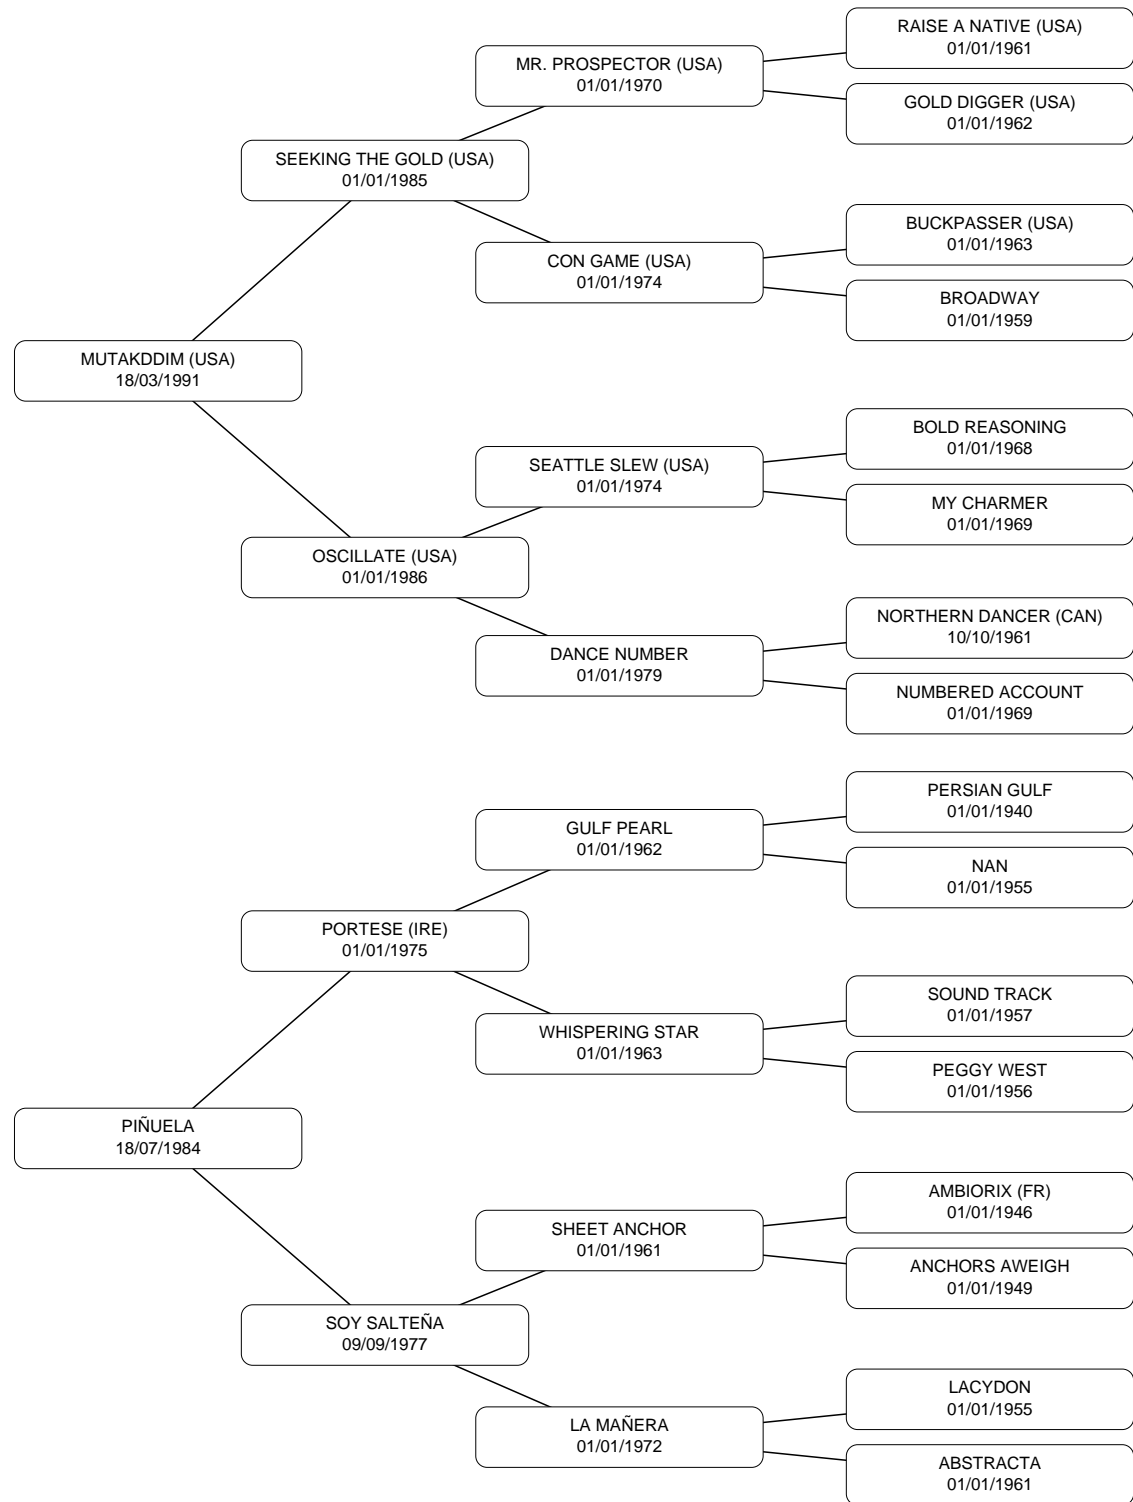 RAISE A NATIVE (USA)
01/01/1961
MR. PROSPECTOR (USA)
01/01/1970
GOLD DIGGER (USA)
01/01/1962
SEEKING THE GOLD (USA)
01/01/1985
BUCKPASSER (USA)
01/01/1963
CON GAME (USA)
01/01/1974
BROADWAY
01/01/1959
MUTAKDDIM (USA)
18/03/1991
BOLD REASONING
01/01/1968
SEATTLE SLEW (USA)
01/01/1974
MY CHARMER
01/01/1969
OSCILLATE (USA)
01/01/1986
NORTHERN DANCER (CAN)
10/10/1961
DANCE NUMBER
01/01/1979
NUMBERED ACCOUNT
01/01/1969
PERSIAN GULF
01/01/1940
GULF PEARL
01/01/1962
NAN
01/01/1955
PORTESE (IRE)
01/01/1975
SOUND TRACK
01/01/1957
WHISPERING STAR
01/01/1963
PEGGY WEST
01/01/1956
PIÑUELA
18/07/1984
AMBIORIX (FR)
01/01/1946
SHEET ANCHOR
01/01/1961
ANCHORS AWEIGH
01/01/1949
SOY SALTEÑA
09/09/1977
LACYDON
01/01/1955
LA MAÑERA
01/01/1972
ABSTRACTA
01/01/1961